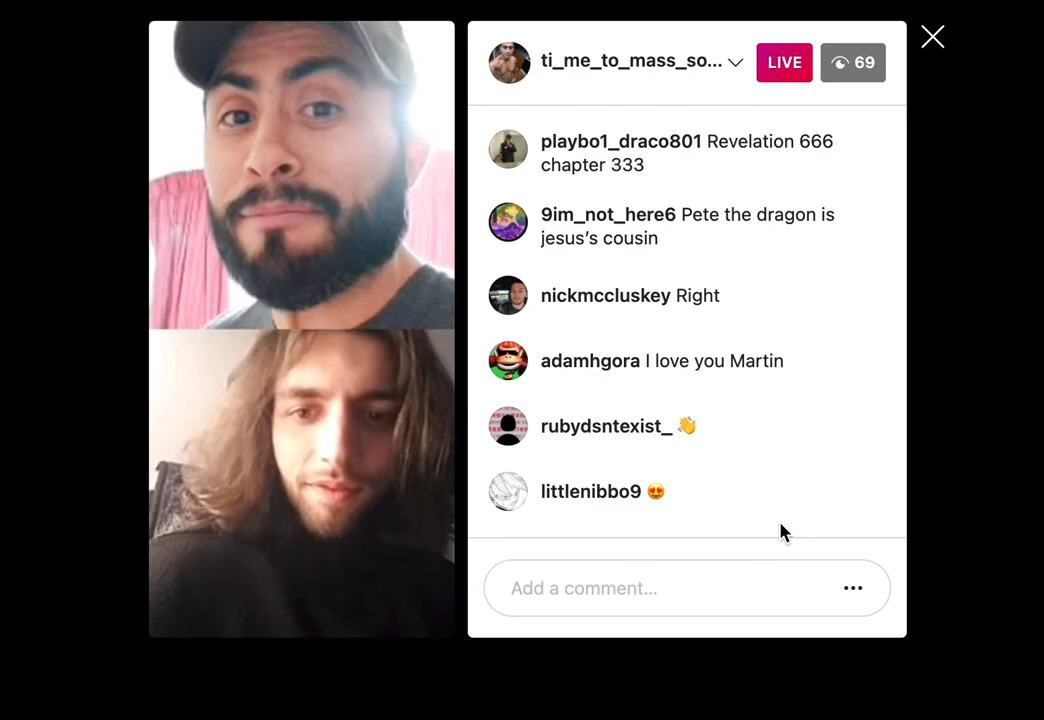 ti_me_to_mass_so...
LIVE
69
playbo1_draco801 Revelation 666
chapter 333
9im_not_here6 Pete the dragon is
jesus’s cousin
nickmccluskey Right
adamhgora I love you Martin
rubydsntexist_ 👋
littlenibbo9 😍
Add a comment...